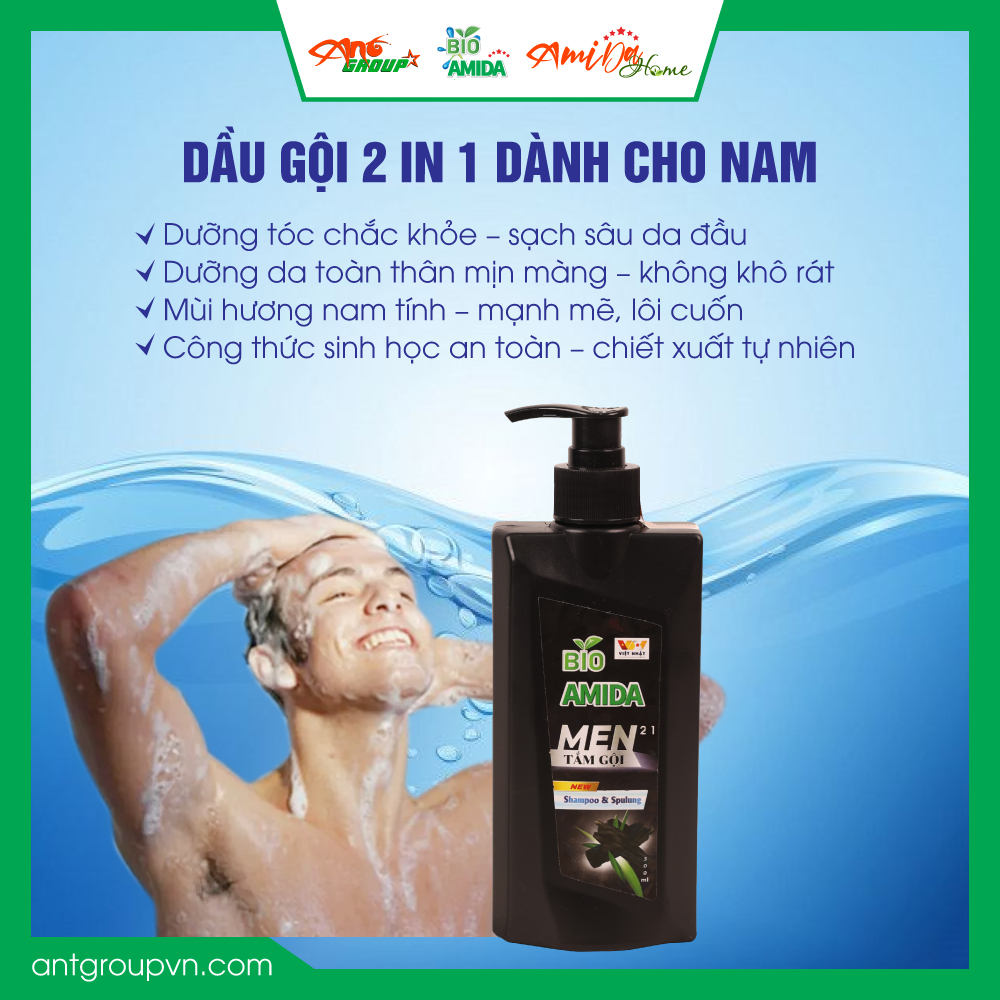 Ant
GROUP
BIO
AMIDA
AmiDa
Home
DẦU GỘI 2 IN 1 DÀNH CHO NAM
Dưỡng tóc chắc khỏe – sạch sâu da đầu
Dưỡng da toàn thân mịn màng – không khô rát
Mùi hương nam tính – mạnh mẽ, lôi cuốn
Công thức sinh học an toàn – chiết xuất tự nhiên
BIO
VIỆT NHẬT
AMIDA
MEN 21
TẮM GỘI
NEW
Shampoo & Spulung
300ml
antgroupvn.com